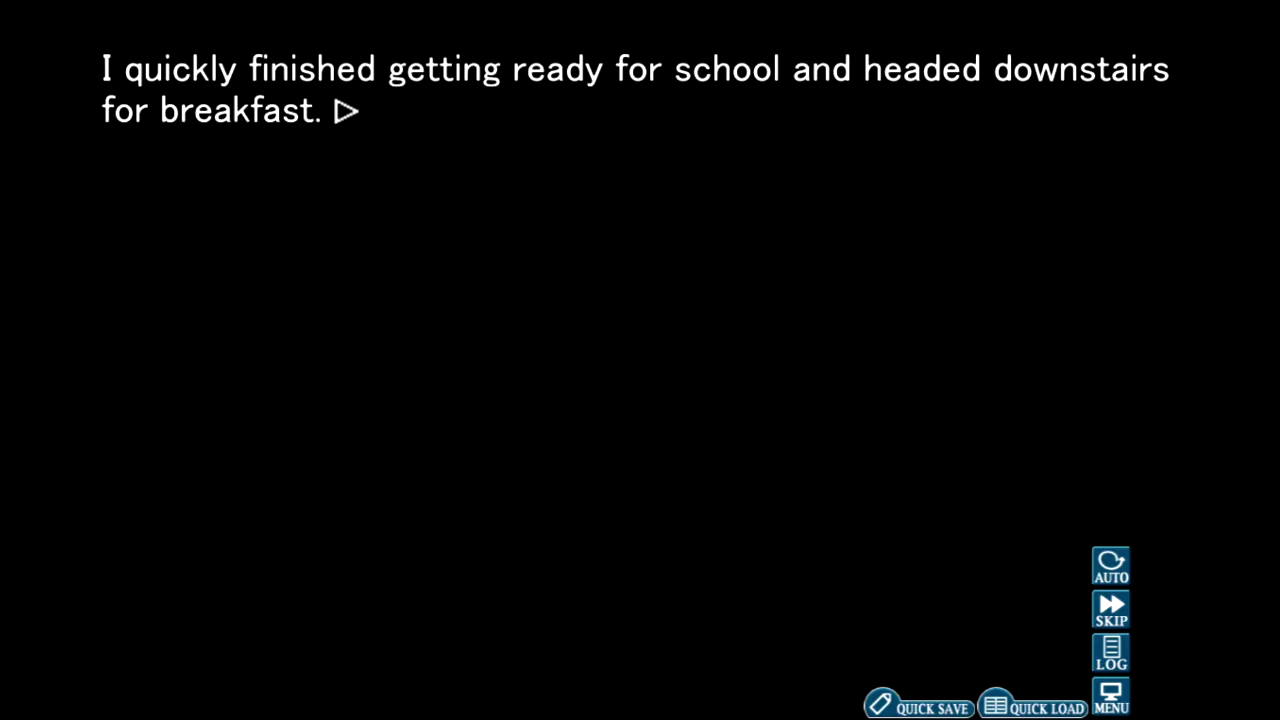 I quickly finished getting ready for school and headed downstairs
for breakfast.
AUTO
SKIP
LOG
QUICK SAVE
QUICK LOAD
MENU